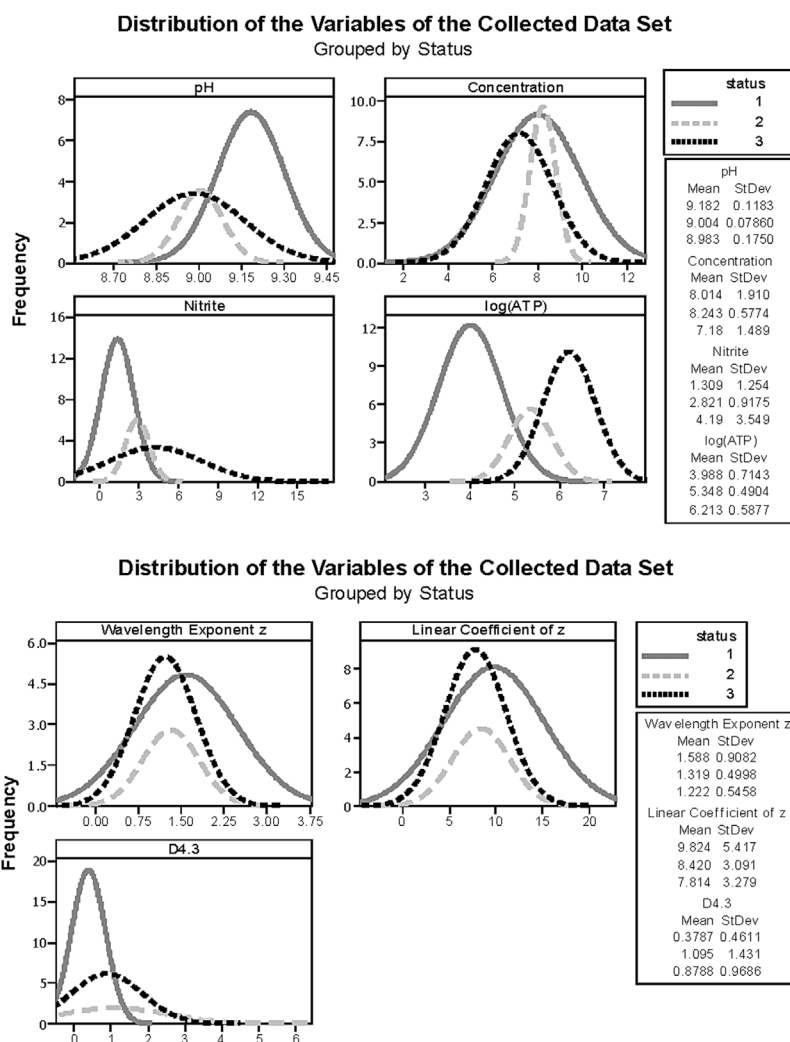 Distribution of the Variables of the Collected Data Set
Grouped by Status
pH
8
6
4
2
0
8.70 8.85 9.00 9.15 9.30 9.45
Concentration
10.0
7.5
5.0
2.5
0.0
2 4 6 8 10 12
Frequency
Nitrite
16
12
8
4
0
0 3 6 9 12 15
log(ATP)
12
9
6
3
0
3 4 5 6 7
status
1
2
3
pH
Mean StDev
9.182 0.1183
9.004 0.07860
8.983 0.1750
Concentration
Mean StDev
8.014 1.910
8.243 0.5774
7.18 1.489
Nitrite
Mean StDev
1.309 1.254
2.821 0.9175
4.19 3.549
log(ATP)
Mean StDev
3.988 0.7143
5.348 0.4904
6.213 0.5877
Distribution of the Variables of the Collected Data Set
Grouped by Status
Wavelength Exponent z
6.0
4.5
3.0
1.5
0.0
0.00 0.75 1.50 2.25 3.00 3.75
Linear Coefficient of z
8
6
4
2
0
0 5 10 15 20
Frequency
D4.3
20
15
10
5
0
0 1 2 3 4 5 6
status
1
2
3
Wavelength Exponent z
Mean StDev
1.588 0.9082
1.319 0.4998
1.222 0.5458
Linear Coefficient of z
Mean StDev
9.824 5.417
8.420 3.091
7.814 3.279
D4.3
Mean StDev
0.3787 0.4611
1.095 1.431
0.8788 0.9686